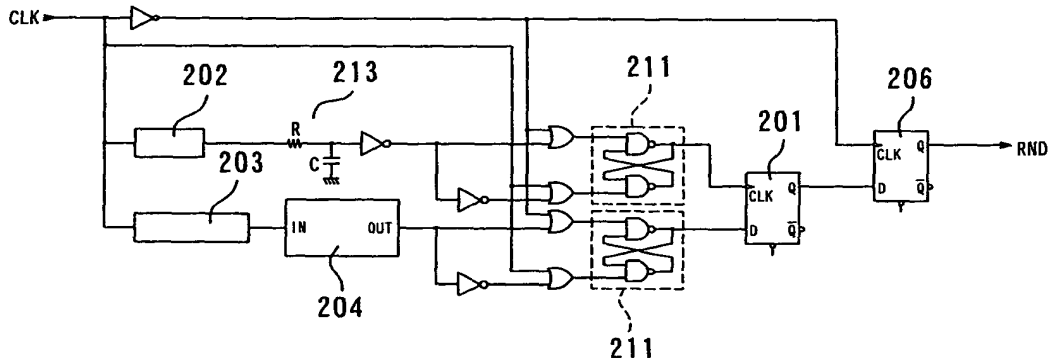 CLK
202
213
R
C
203
IN
OUT
204
211
211
201
CLK
Q
D
Q̅
206
CLK
Q
D
Q̅
RND